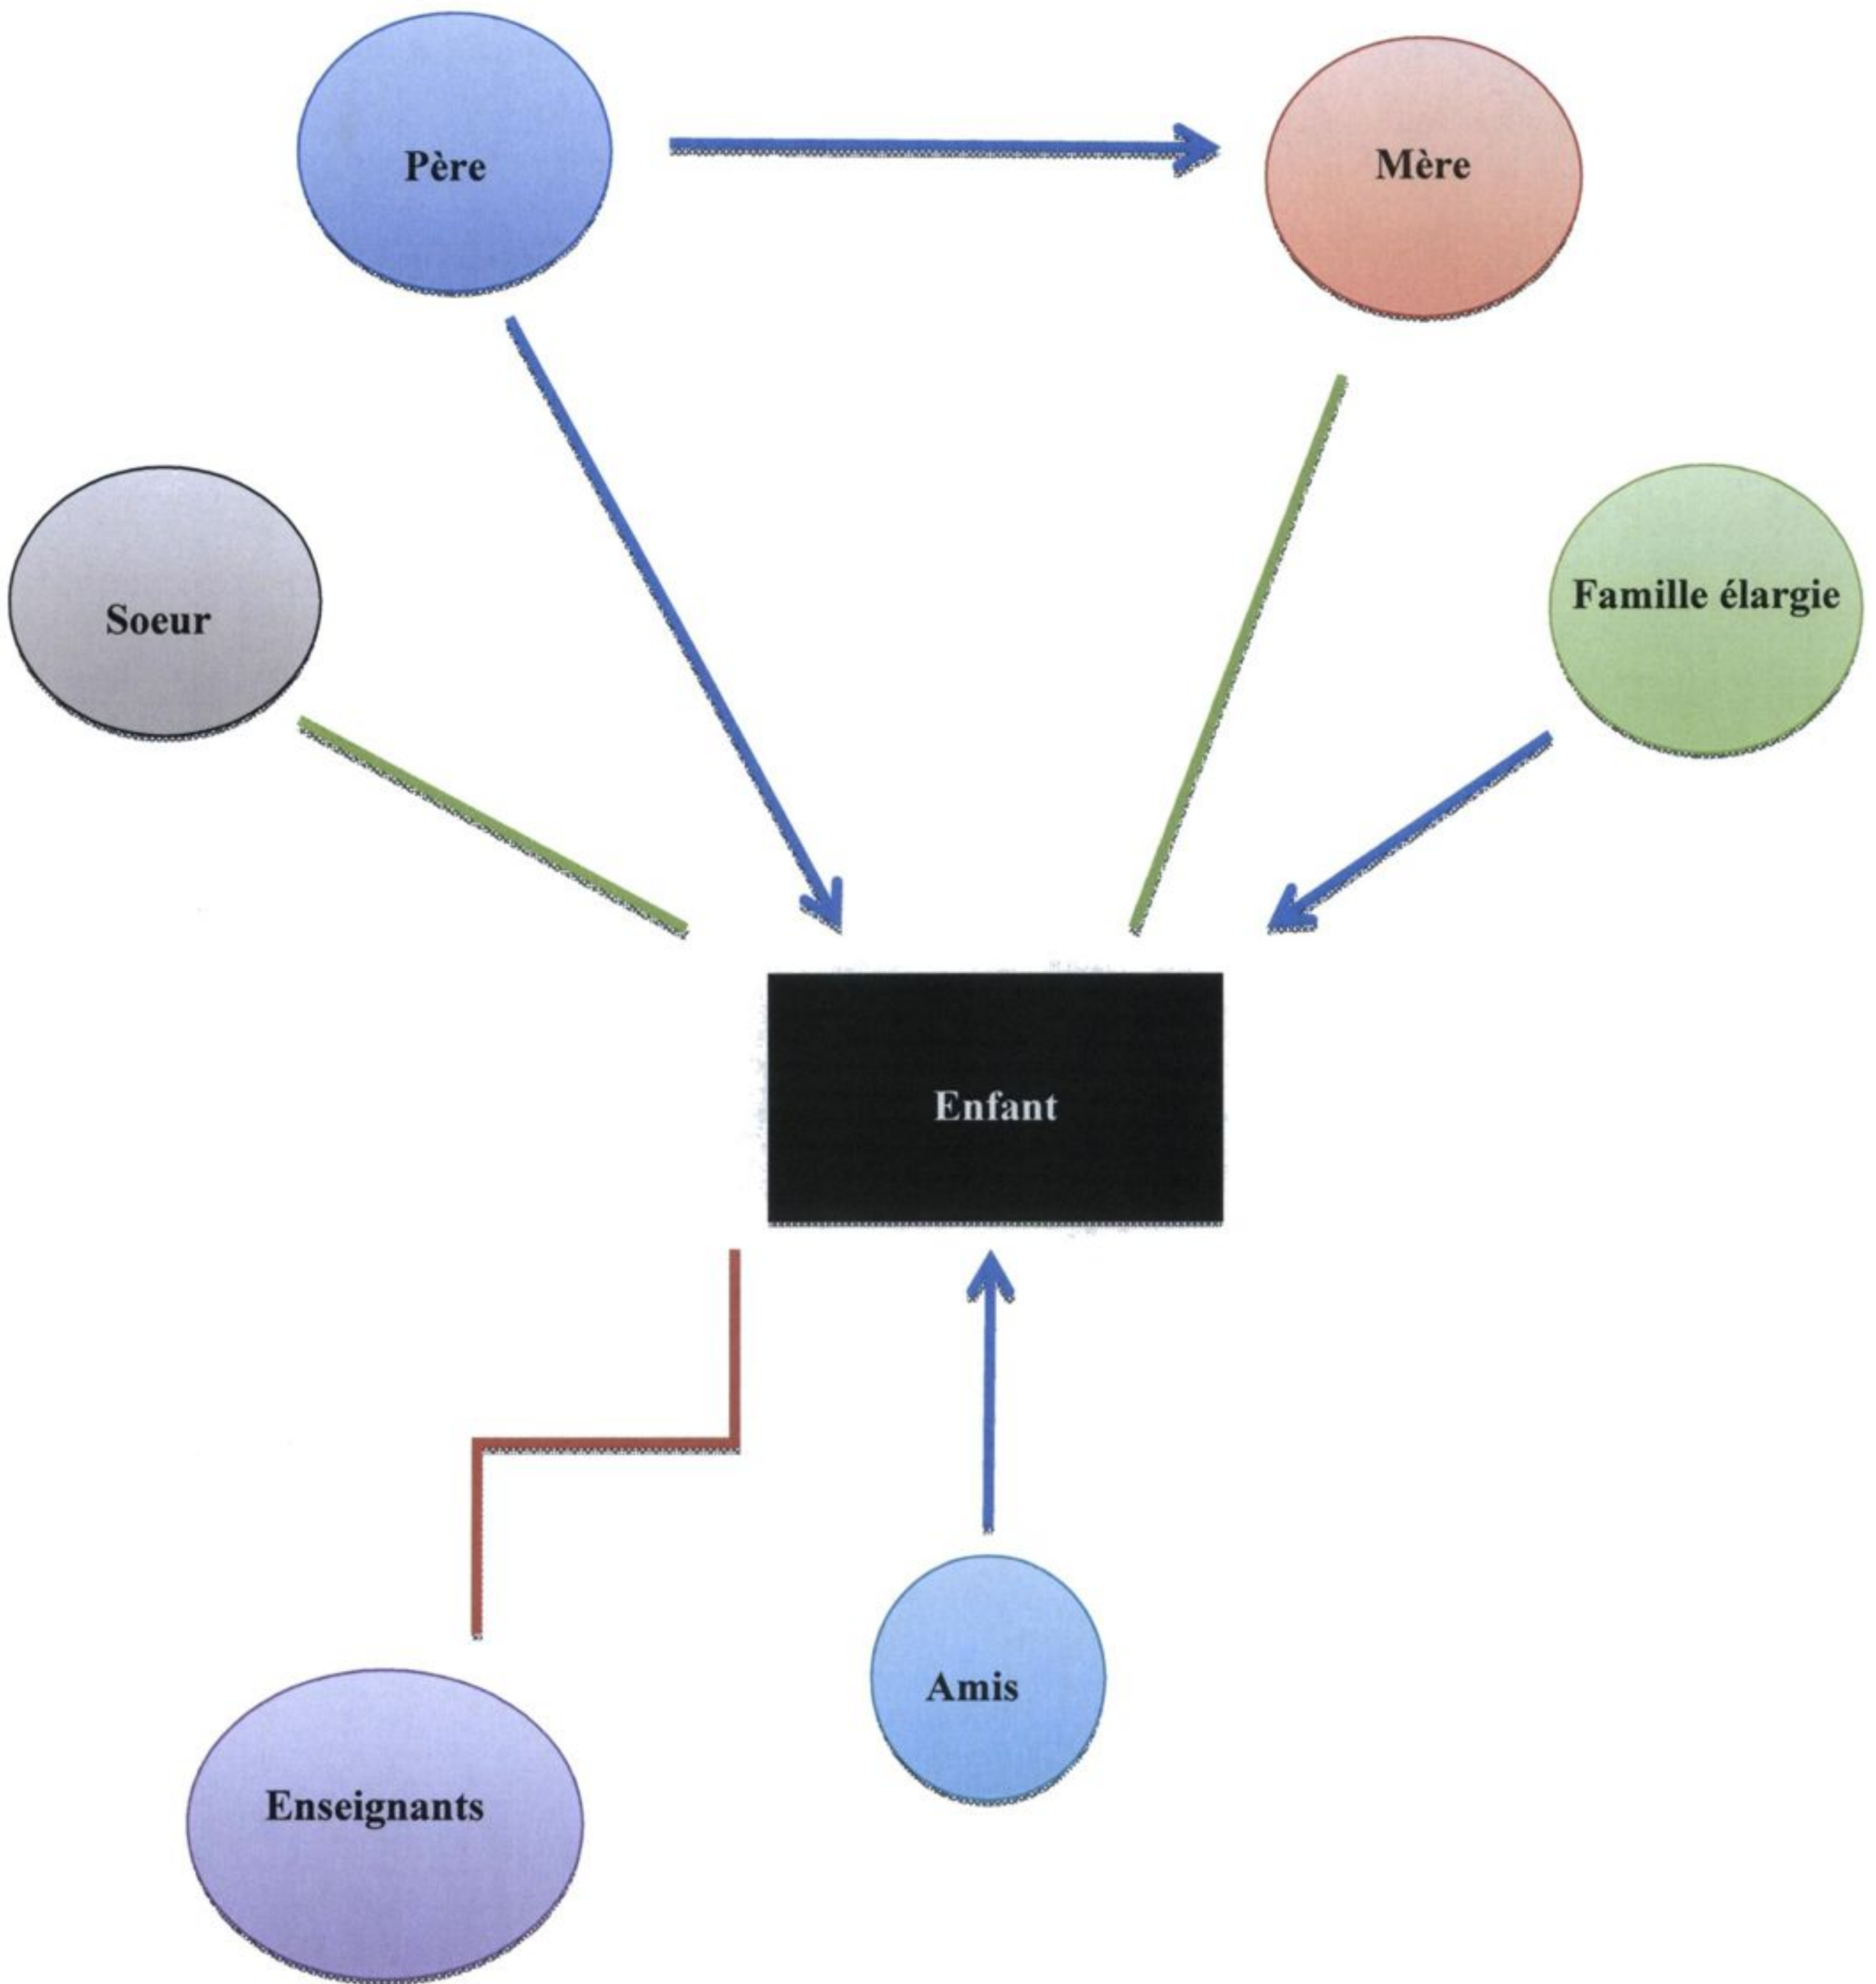 Père
Mère
Soeur
Famille élargie
Enfant
Amis
Enseignants